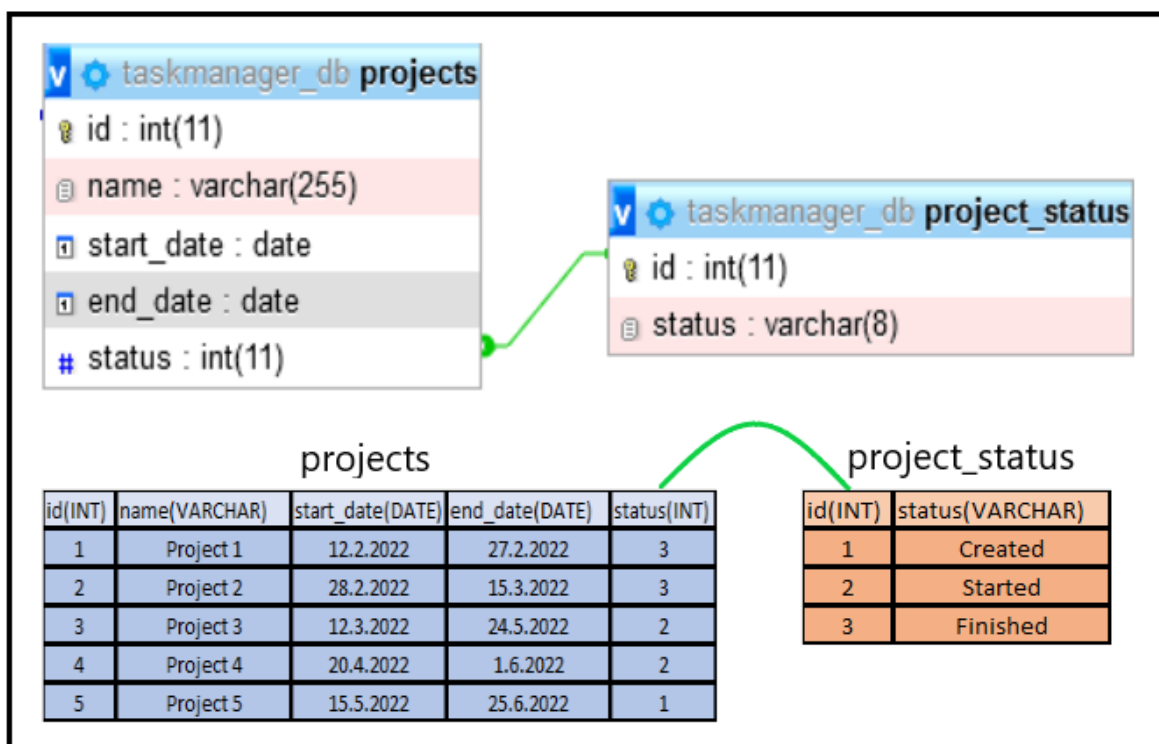 v taskmanager_db projects
id : int(11)
name : varchar(255)
start_date : date
end_date : date
# status : int(11)
v taskmanager_db project_status
id : int(11)
status : varchar(8)
projects
id(INT) name(VARCHAR) start_date(DATE) end_date(DATE) status(INT)
1 Project 1 12.2.2022 27.2.2022 3
2 Project 2 28.2.2022 15.3.2022 3
3 Project 3 12.3.2022 24.5.2022 2
4 Project 4 20.4.2022 1.6.2022 2
5 Project 5 15.5.2022 25.6.2022 1
project_status
id(INT) status(VARCHAR)
1 Created
2 Started
3 Finished